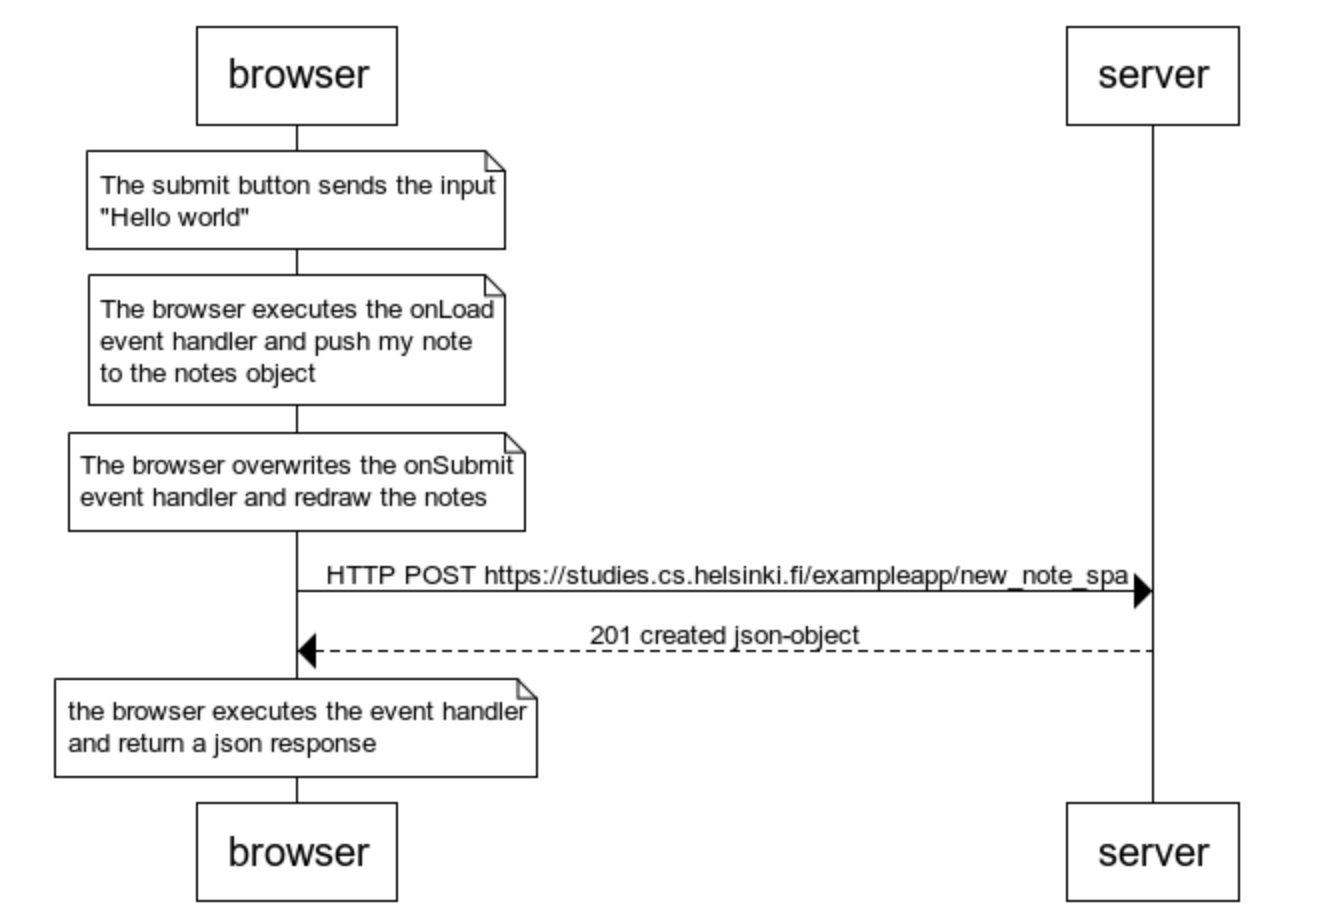 browser
server
The submit button sends the input
"Hello world"
The browser executes the onLoad
event handler and push my note
to the notes object
The browser overwrites the onSubmit
event handler and redraw the notes
HTTP POST https://studies.cs.helsinki.fi/exampleapp/new_note_spa
201 created json-object
the browser executes the event handler
and return a json response
browser
server